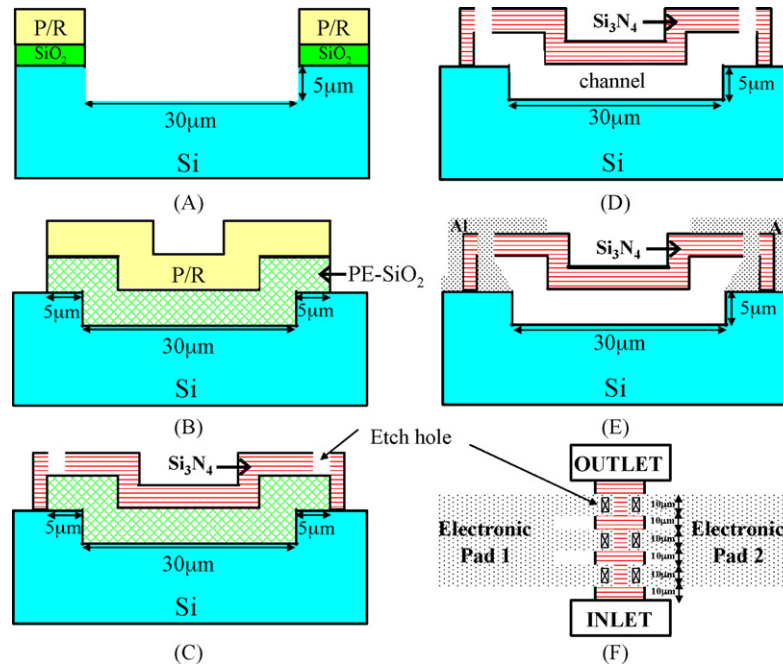 P/R
SiO₂
P/R
SiO₂
5μm
30μm
Si
(A)
P/R
PE-SiO₂
5μm
5μm
30μm
Si
(B)
Etch hole
Si₃N₄
5μm
5μm
30μm
Si
(C)
Si₃N₄
channel
5μm
30μm
Si
(D)
Al
A
Si₃N₄
5μm
30μm
Si
(E)
OUTLET
Electronic
Pad 1
10μm
10μm
10μm
10μm
10μm
10μm
Electronic
Pad 2
INLET
(F)